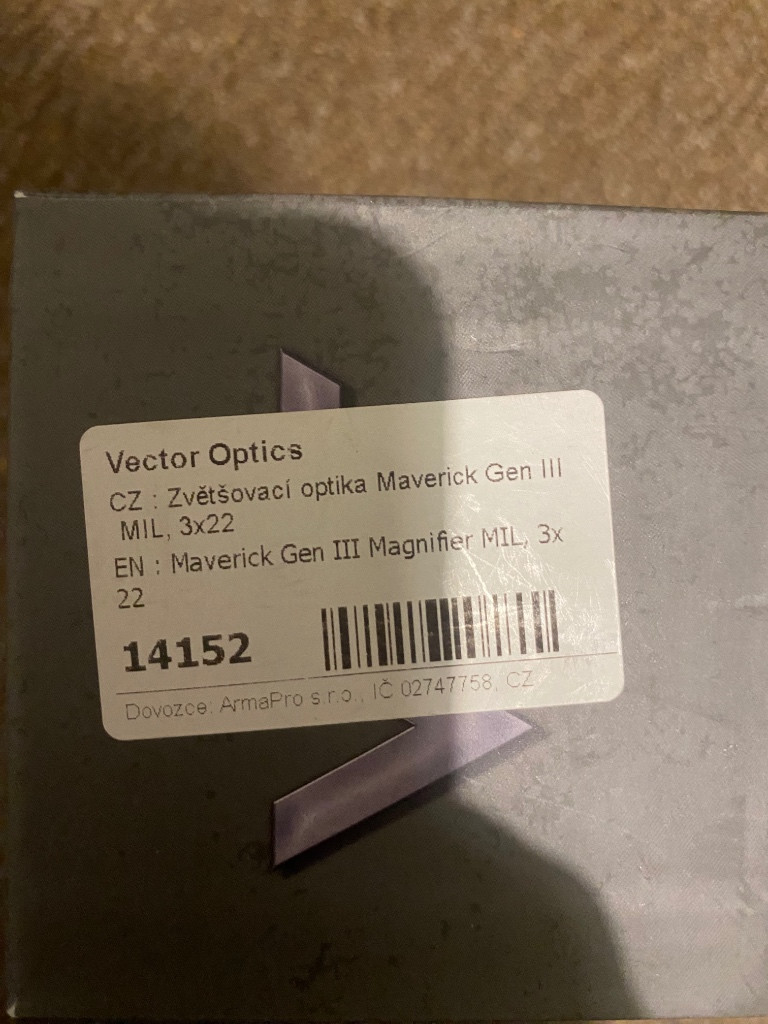 Vector Optics
CZ : Zvětšovací optika Maverick Gen III
MIL, 3x22
EN : Maverick Gen III Magnifier MIL, 3x
22
14152
Dovozce: ArmaPro s.r.o., IČ 02747758, CZ